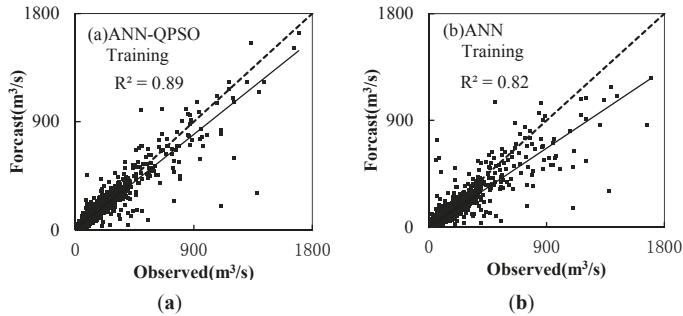 1800
(a)ANN-QPSO
Training
R² = 0.89
900
0
0
900
1800
Forcast(m³/s)
Observed(m³/s)
(a)
1800
(b)ANN
Training
R² = 0.82
900
0
0
900
1800
Forcast(m³/s)
Observed(m³/s)
(b)